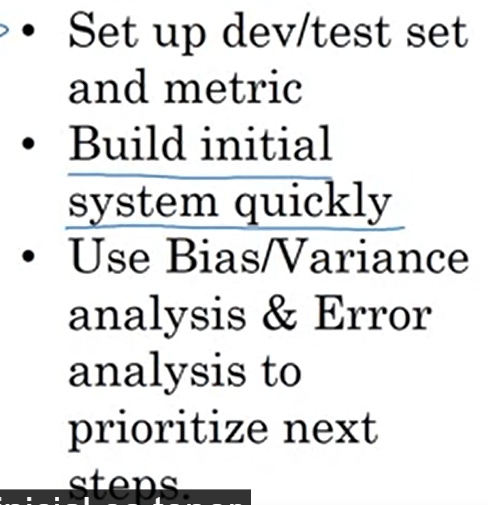 • Set up dev/test set
and metric
• Build initial
system quickly
• Use Bias/Variance
analysis & Error
analysis to
prioritize next
steps.